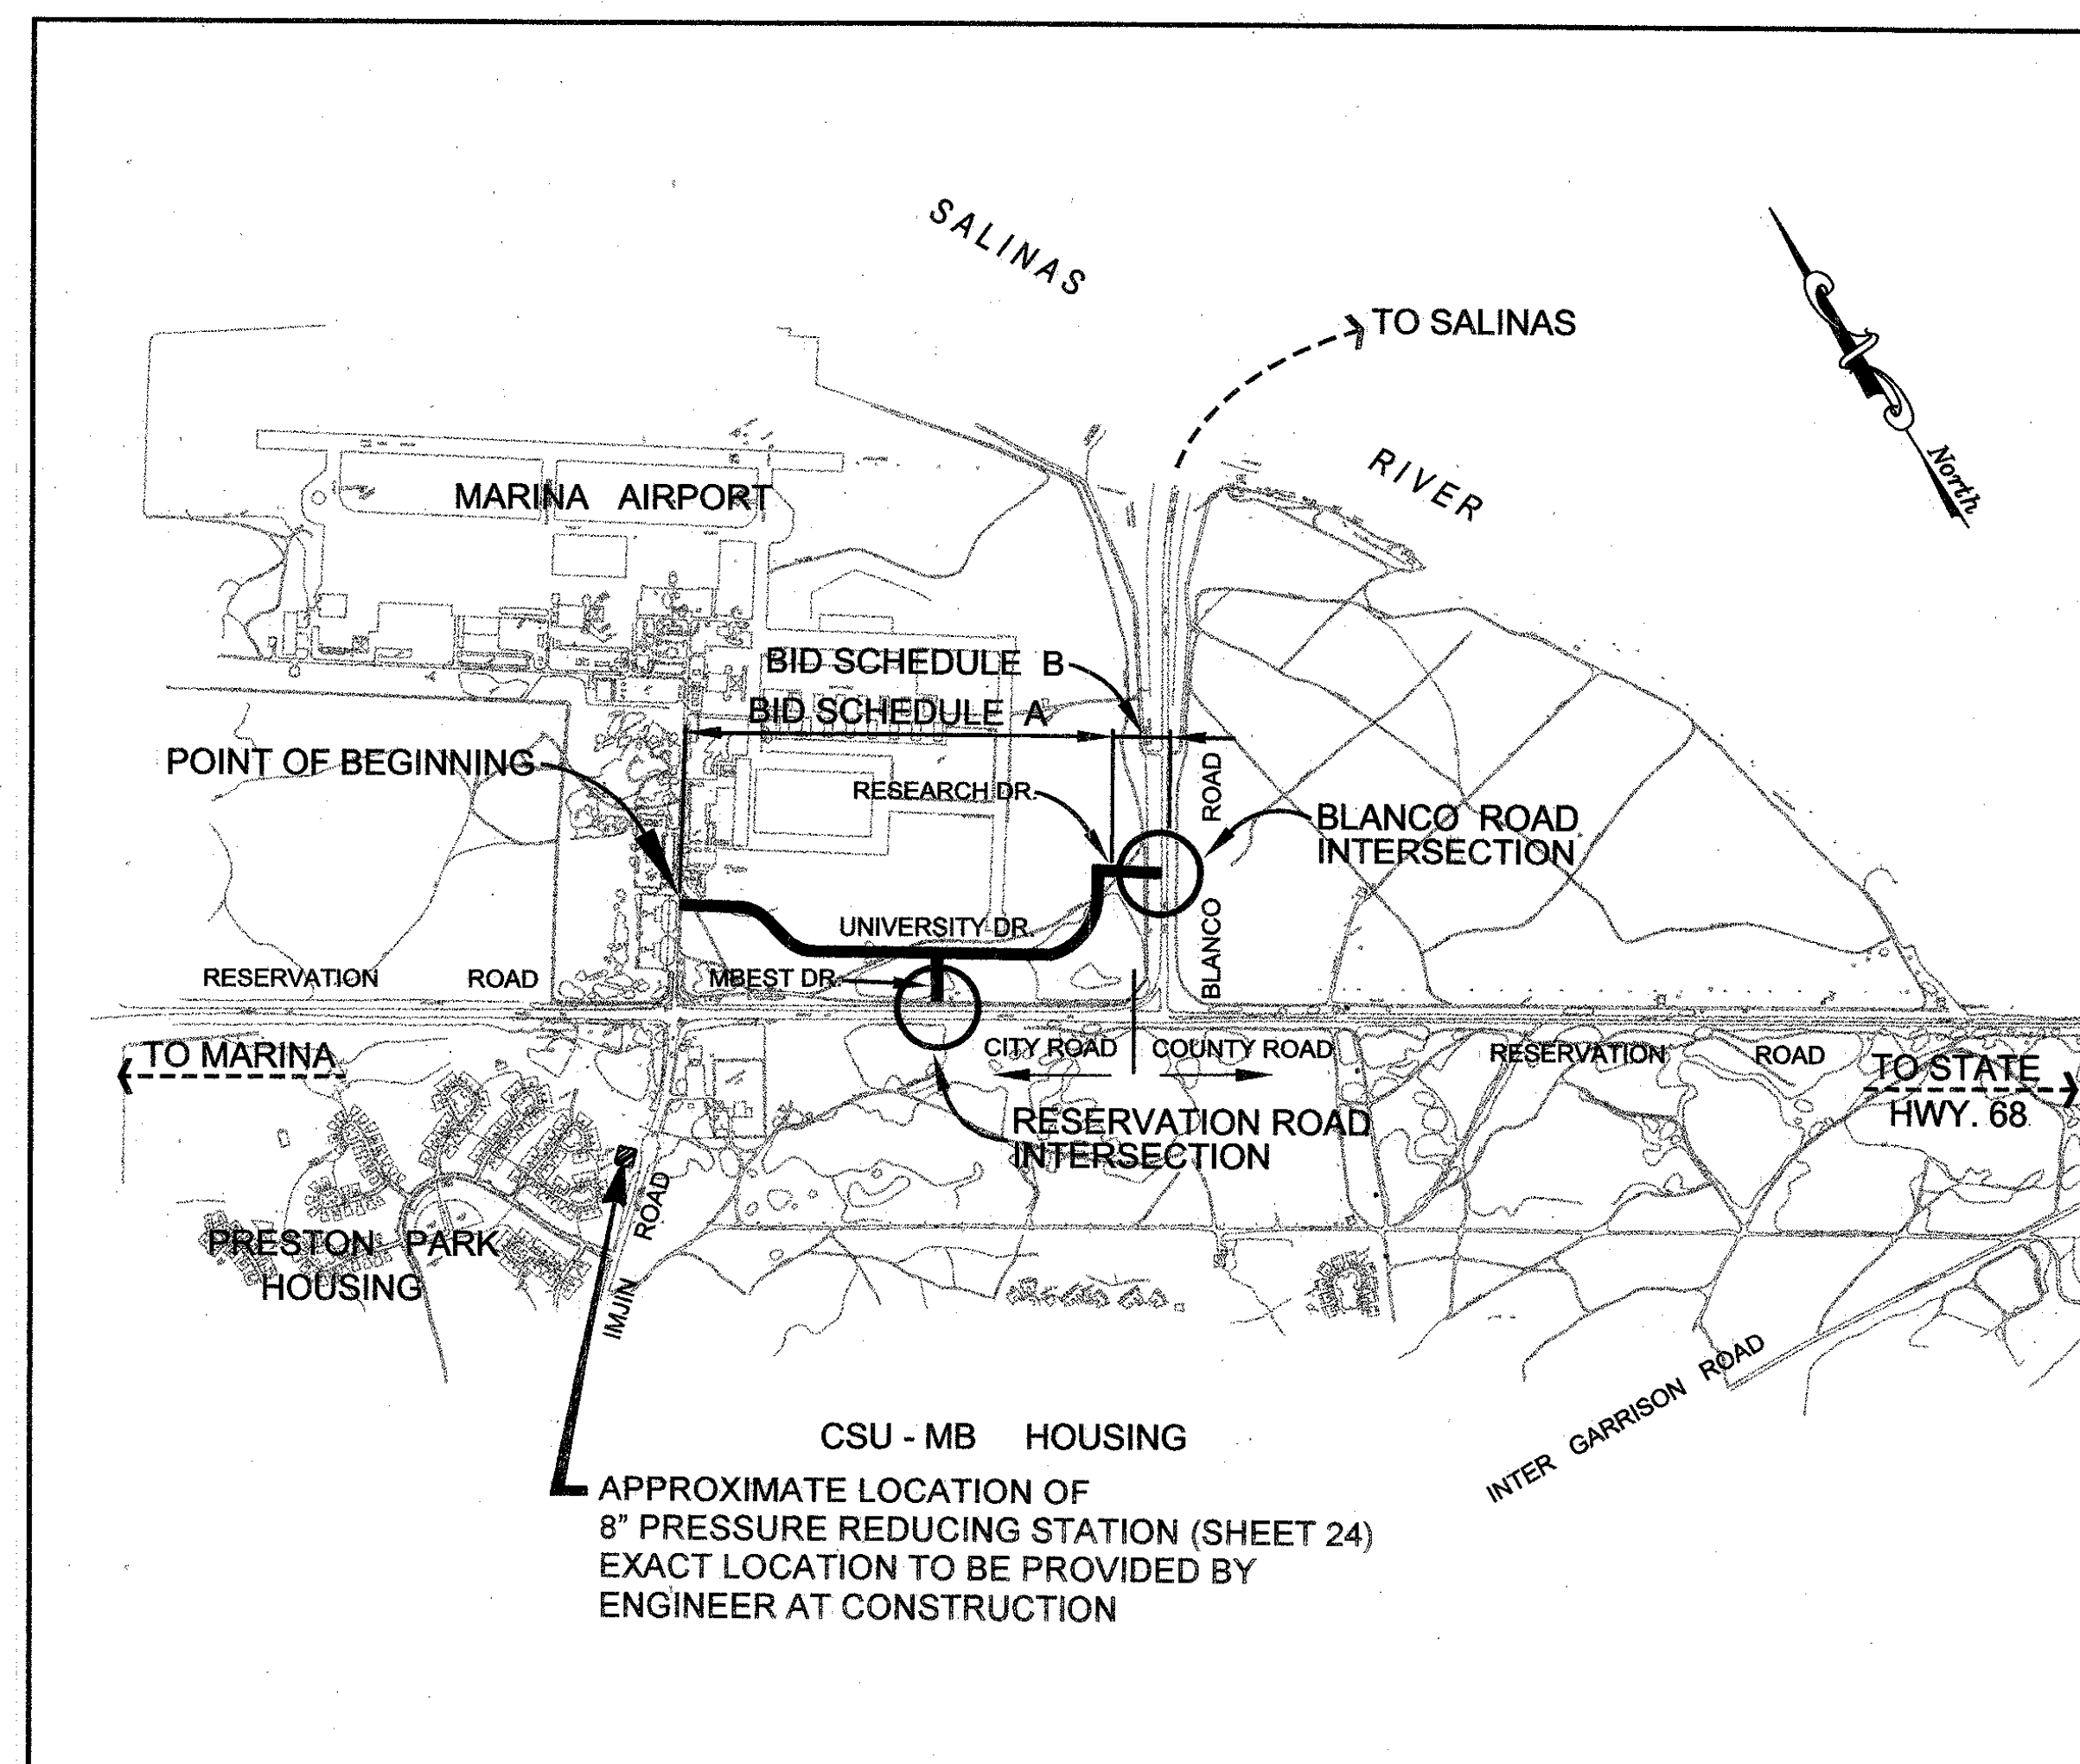 SALINAS
TO SALINAS
RIVER
North
MARINA AIRPORT
BID SCHEDULE B
BID SCHEDULE A
POINT OF BEGINNING
RESEARCH DR.
ROAD
BLANCO ROAD
INTERSECTION
UNIVERSITY DR.
BLANCO
RESERVATION ROAD
MBEST DR.
TO MARINA
CITY ROAD
COUNTY ROAD
RESERVATION ROAD
TO STATE
HWY. 68
RESERVATION ROAD
INTERSECTION
PRESTON PARK
HOUSING
IMJIN ROAD
INTER GARRISON ROAD
CSU - MB HOUSING
APPROXIMATE LOCATION OF
8" PRESSURE REDUCING STATION (SHEET 24)
EXACT LOCATION TO BE PROVIDED BY
ENGINEER AT CONSTRUCTION